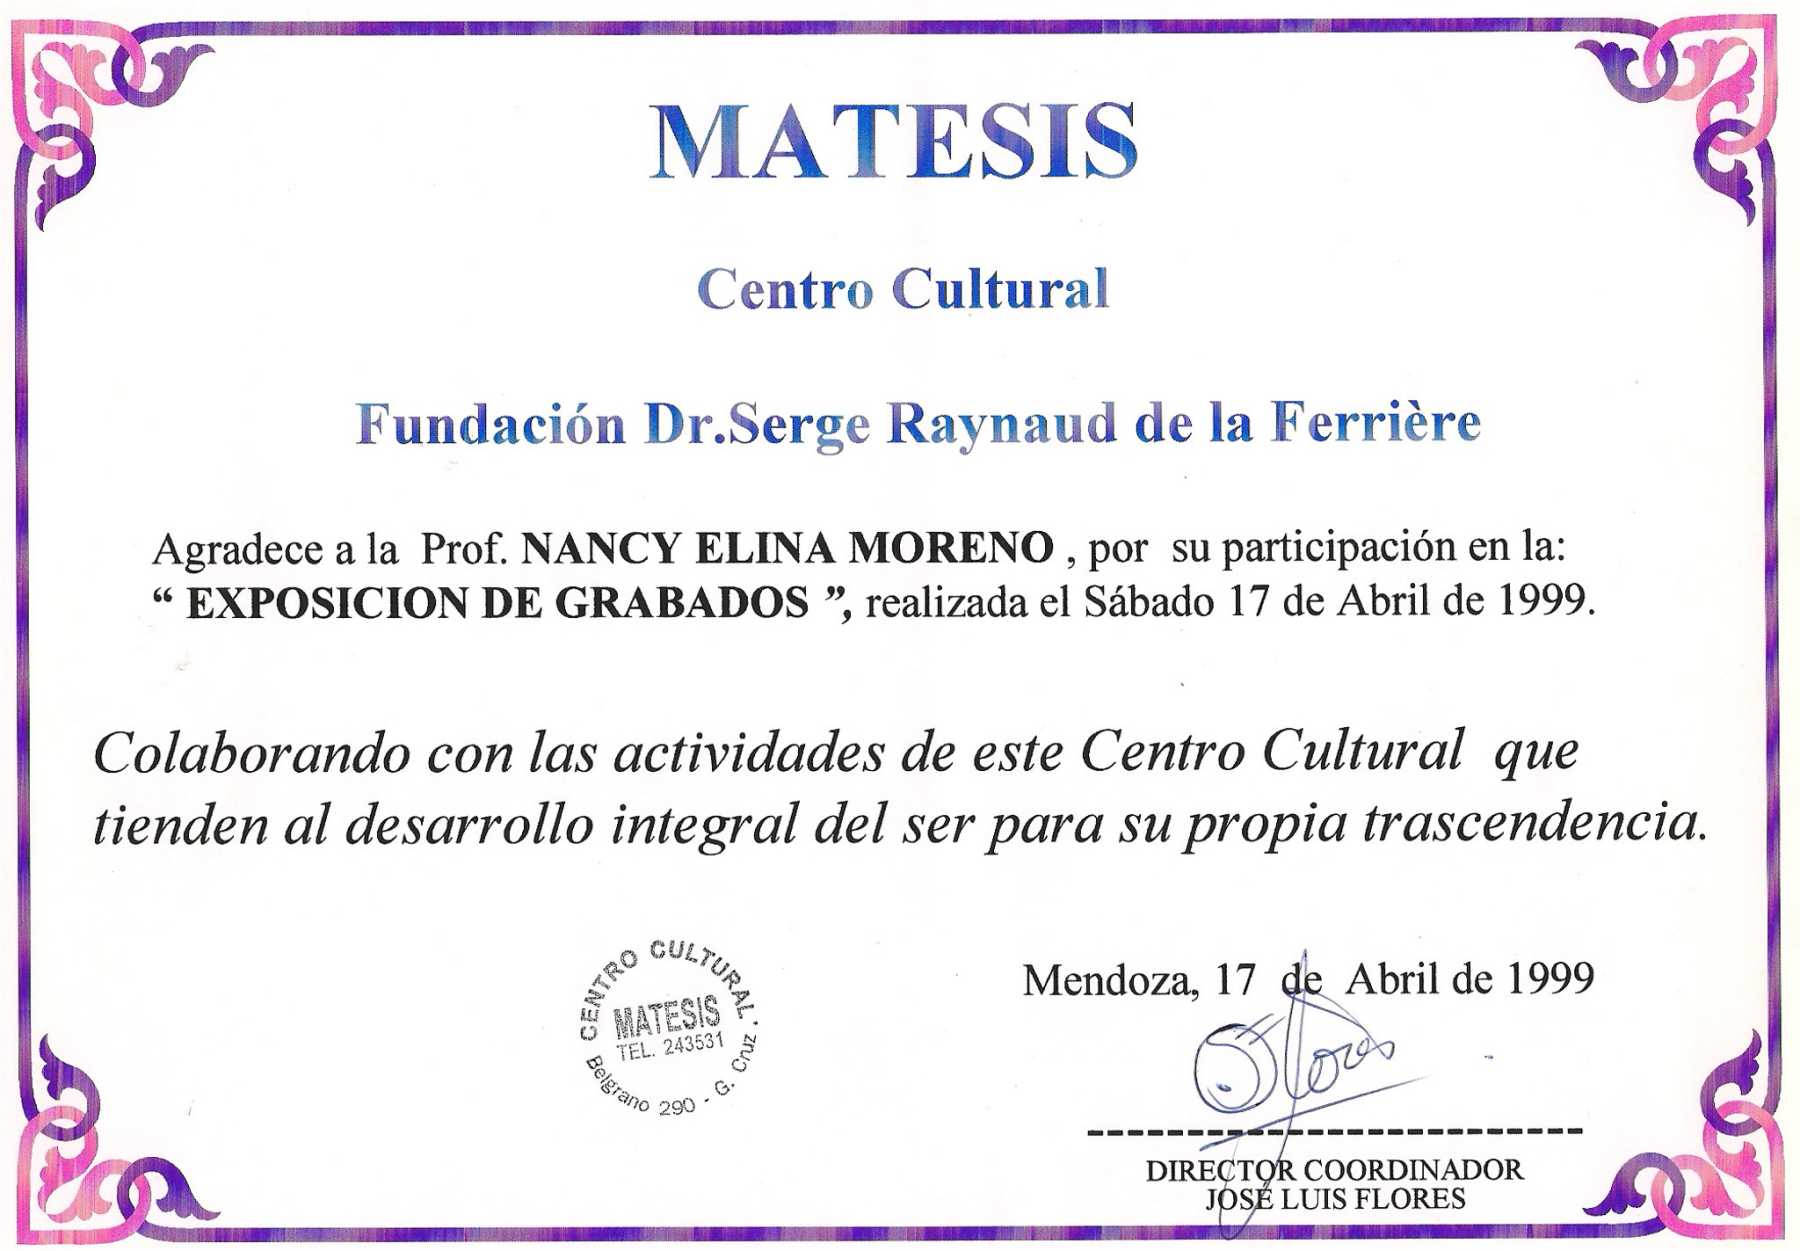 MATESIS
Centro Cultural
Fundación Dr.Serge Raynaud de la Ferrière
Agradece a la Prof. NANCY ELINA MORENO , por su participación en la:
“ EXPOSICION DE GRABADOS ”, realizada el Sábado 17 de Abril de 1999.
Colaborando con las actividades de este Centro Cultural que
tienden al desarrollo integral del ser para su propia trascendencia.
CENTRO CULTURAL
MATESIS
TEL. 243531
Belgrano 290 - G. Cruz.
Mendoza, 17 de Abril de 1999
Flores
DIRECTOR COORDINADOR
JOSÉ LUIS FLORES